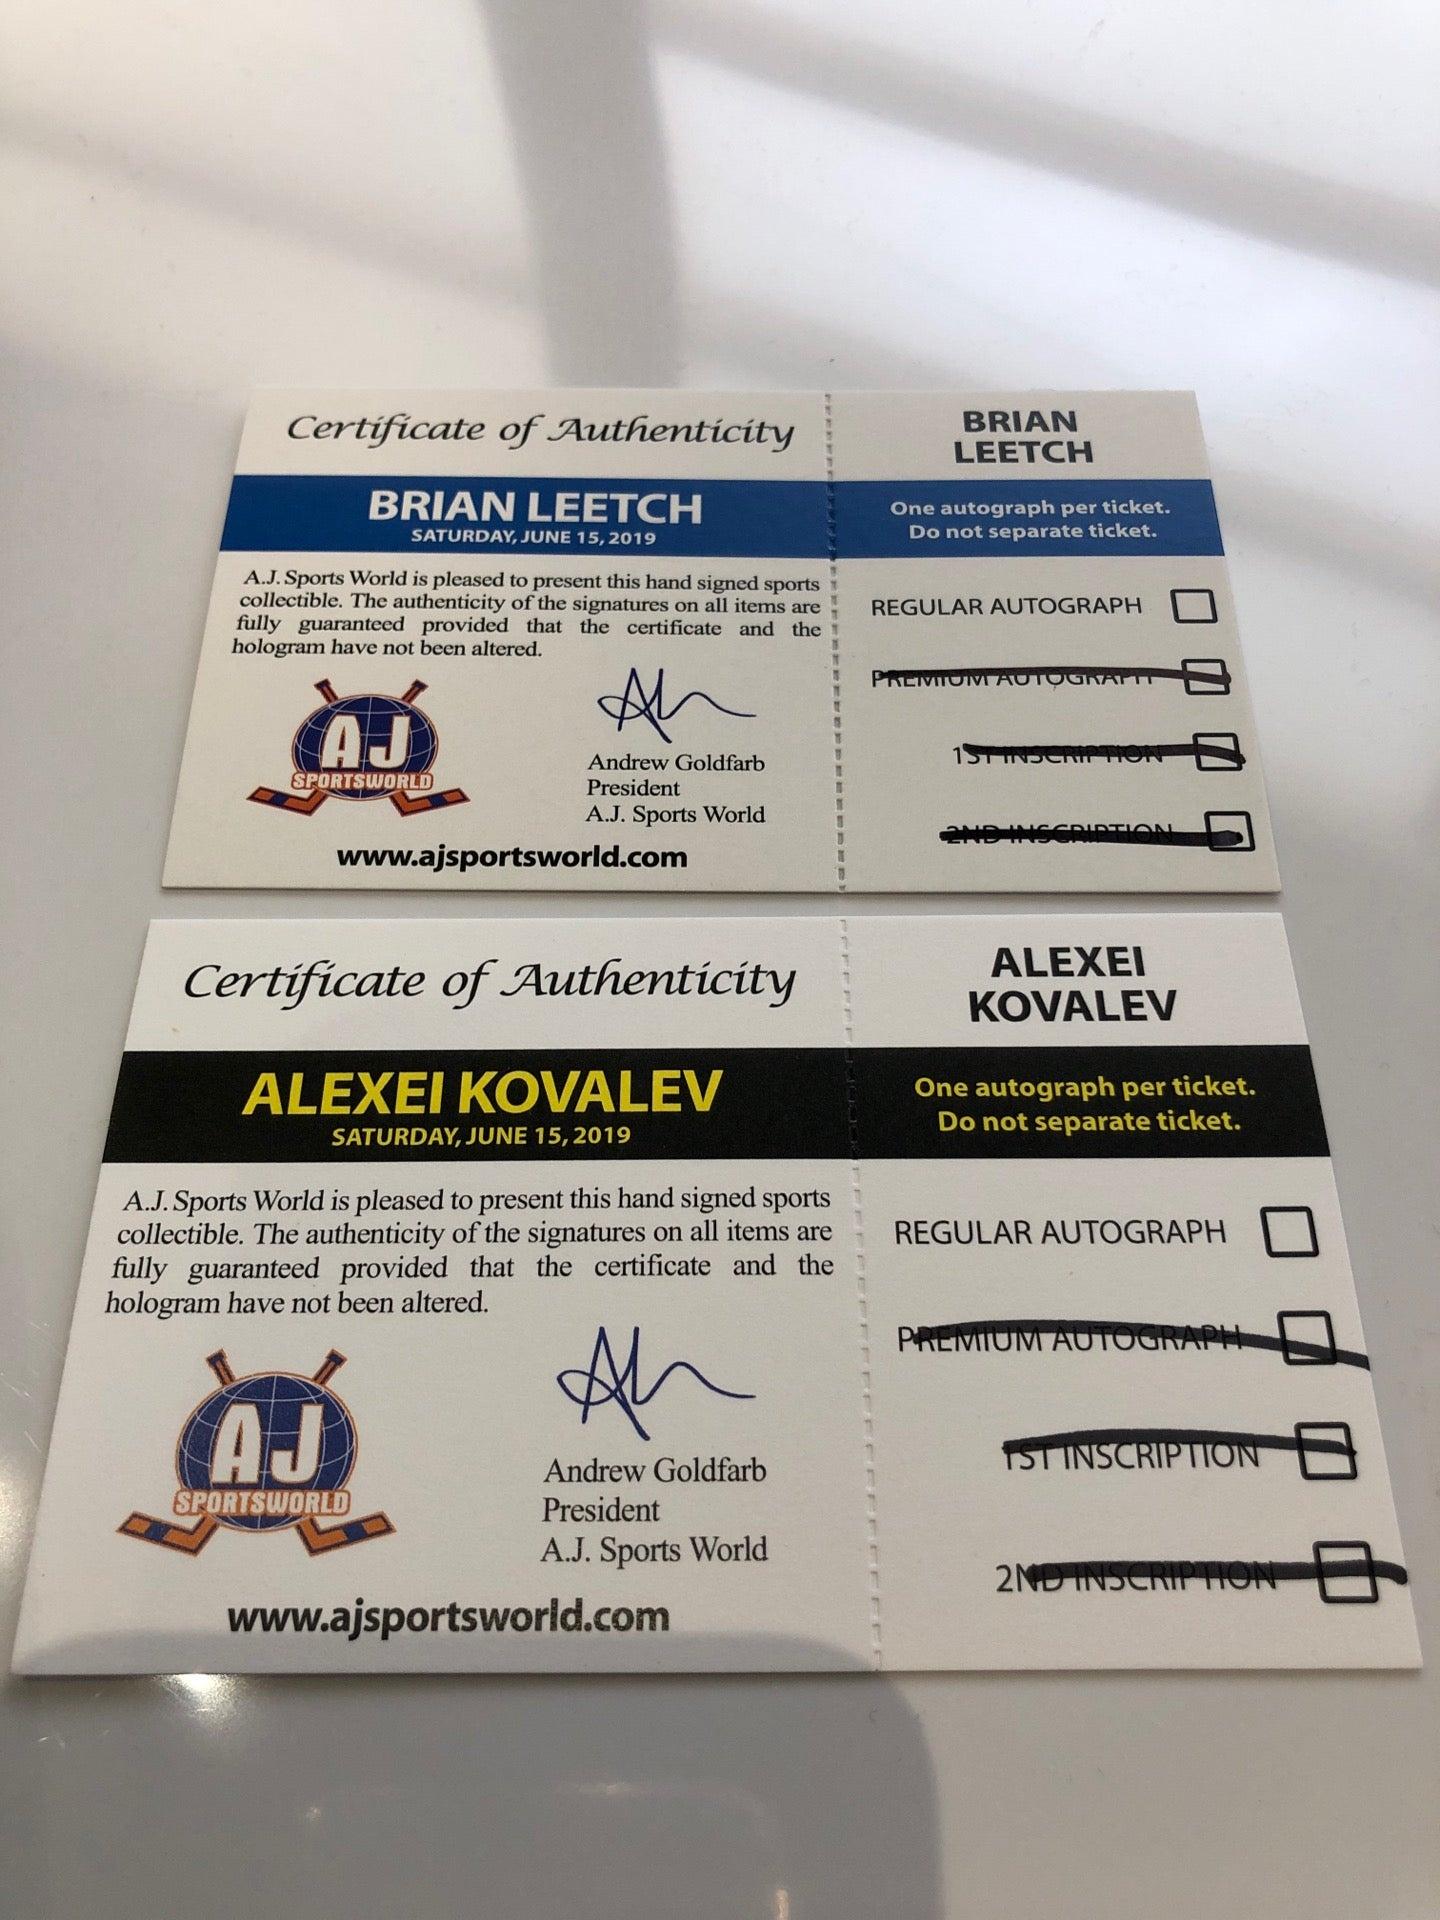 Certificate of Authenticity
BRIAN LEETCH
SATURDAY, JUNE 15, 2019
A.J. Sports World is pleased to present this hand signed sports
collectible. The authenticity of the signatures on all items are
fully guaranteed provided that the certificate and the
hologram have not been altered.
AJ
SPORTSWORLD
Andrew Goldfarb
President
A.J. Sports World
www.ajsportsworld.com
BRIAN
LEETCH
One autograph per ticket.
Do not separate ticket.
REGULAR AUTOGRAPH
PREMIUM AUTOGRAPH
1ST INSCRIPTION
2ND INSCRIPTION
Certificate of Authenticity
ALEXEI KOVALEV
SATURDAY, JUNE 15, 2019
A.J. Sports World is pleased to present this hand signed sports
collectible. The authenticity of the signatures on all items are
fully guaranteed provided that the certificate and the
hologram have not been altered.
AJ
SPORTSWORLD
Andrew Goldfarb
President
A.J. Sports World
www.ajsportsworld.com
ALEXEI
KOVALEV
One autograph per ticket.
Do not separate ticket.
REGULAR AUTOGRAPH
PREMIUM AUTOGRAPH
1ST INSCRIPTION
2ND INSCRIPTION